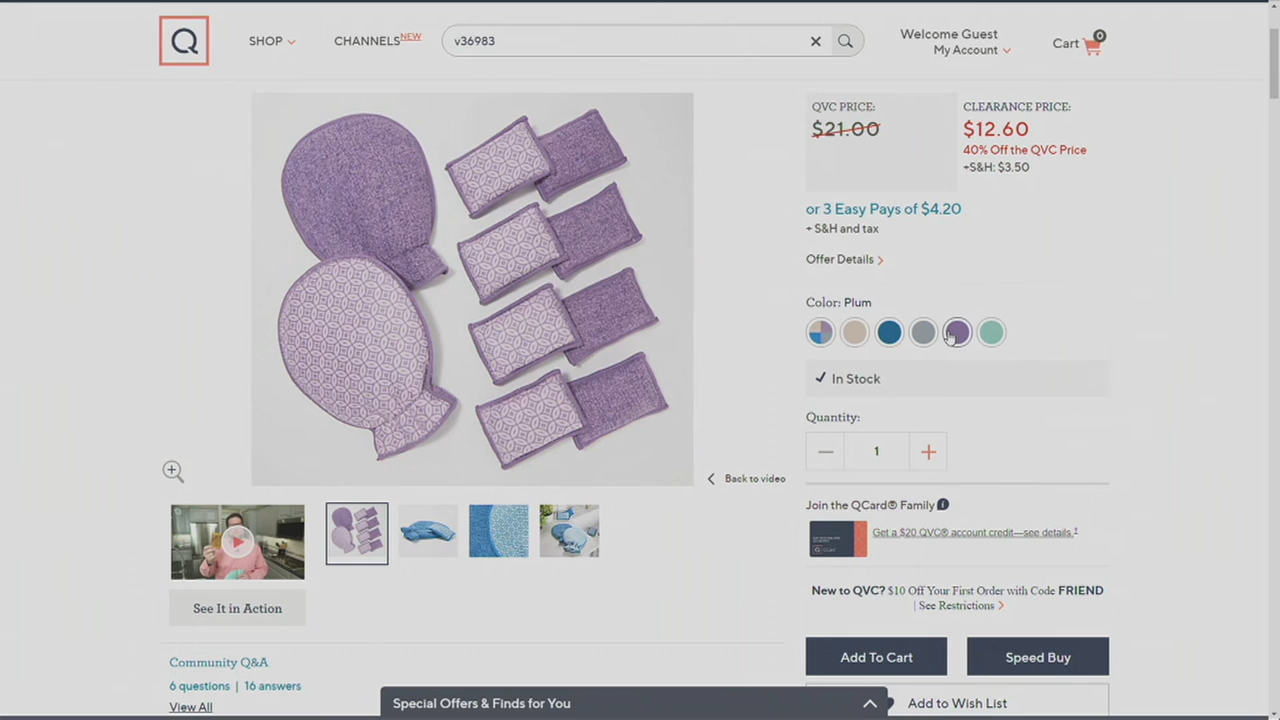 Q
SHOP
CHANNELS NEW
v36983
Welcome Guest
My Account
Cart
0
QVC PRICE:
$21.00
CLEARANCE PRICE:
$12.60
40% Off the QVC Price
+S&H: $3.50
or 3 Easy Pays of $4.20
+ S&H and tax
Offer Details
Color: Plum
In Stock
Quantity:
1
Back to video
Join the QCard® Family i
Get a $20 QVC® account credit—see details.‡
See It in Action
New to QVC? $10 Off Your First Order with Code FRIEND
| See Restrictions
Community Q&A
6 questions | 16 answers
View All
Add To Cart
Speed Buy
Special Offers & Finds for You
Add to Wish List